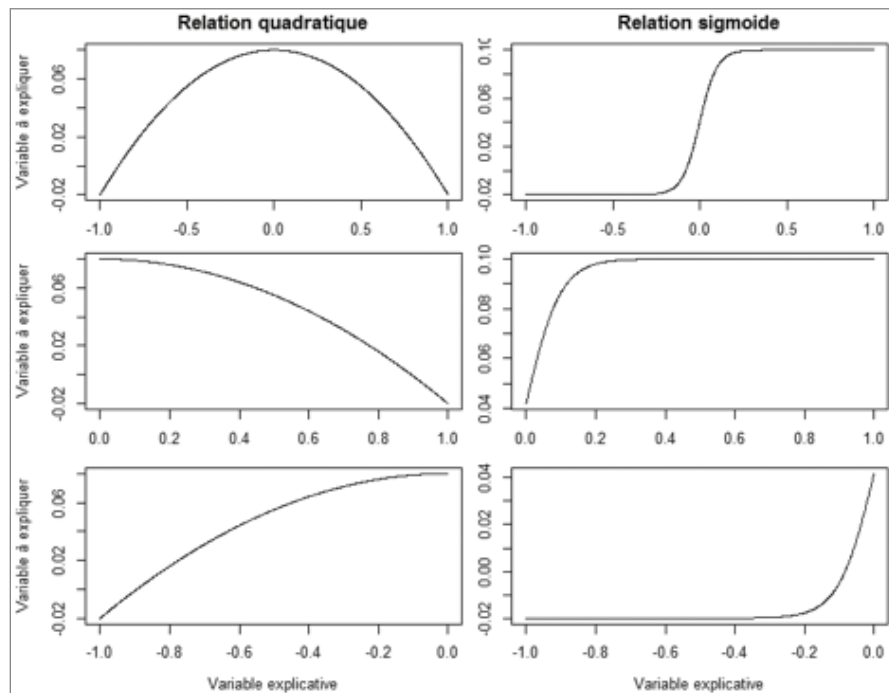 Relation quadratique
Relation sigmoide
Variable à expliquer
-0.02 0.02 0.06
-1.0 -0.5 0.0 0.5 1.0
-0.02 0.02 0.06 0.10
-1.0 -0.5 0.0 0.5 1.0
Variable à expliquer
-0.02 0.02 0.06
0.0 0.2 0.4 0.6 0.8 1.0
0.04 0.06 0.08 0.10
0.0 0.2 0.4 0.6 0.8 1.0
Variable à expliquer
-0.02 0.02 0.06
-1.0 -0.8 -0.6 -0.4 -0.2 0.0
-0.02 0.00 0.02 0.04
-1.0 -0.8 -0.6 -0.4 -0.2 0.0
Variable explicative
Variable explicative